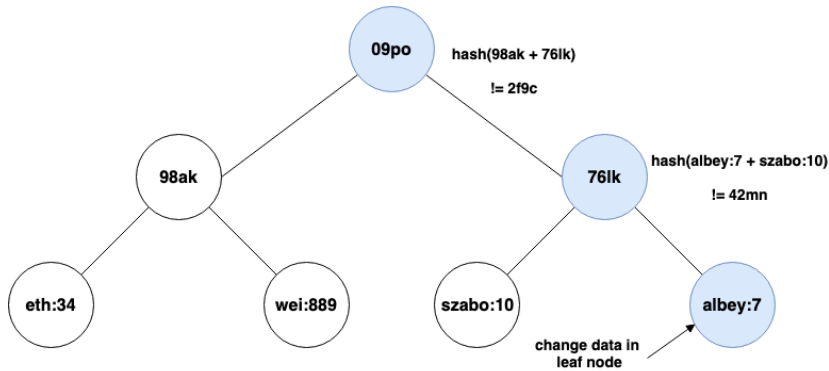 09po
hash(98ak + 76lk)
!= 2f9c
98ak
76lk
hash(albey:7 + szabo:10)
!= 42mn
eth:34
wei:889
szabo:10
albey:7
change data in
leaf node